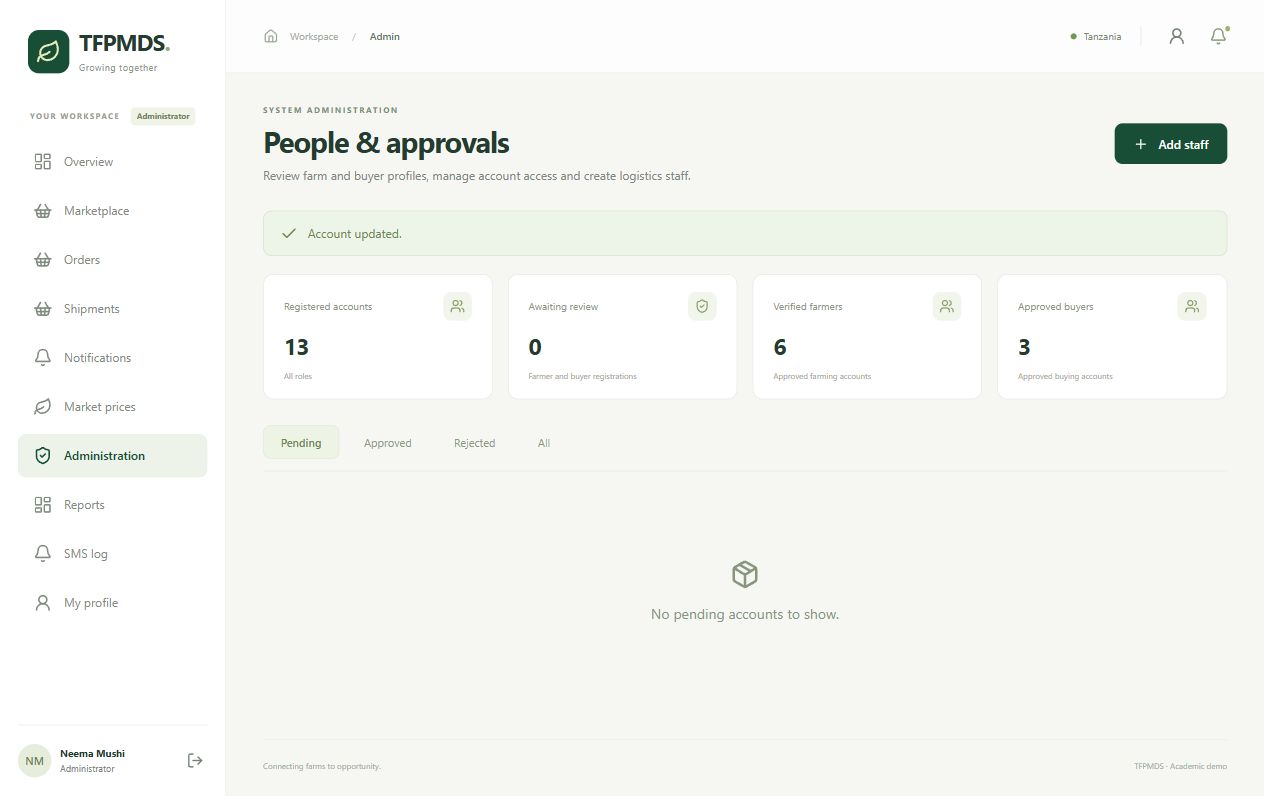 TFPMDS.
Growing together
YOUR WORKSPACE Administrator
Overview
Marketplace
Orders
Shipments
Notifications
Market prices
Administration
Reports
SMS log
My profile
NM
Neema Mushi
Administrator
Workspace / Admin
Tanzania
SYSTEM ADMINISTRATION
People & approvals
Review farm and buyer profiles, manage account access and create logistics staff.
+ Add staff
Account updated.
Registered accounts
13
All roles
Awaiting review
0
Farmer and buyer registrations
Verified farmers
6
Approved farming accounts
Approved buyers
3
Approved buying accounts
Pending Approved Rejected All
No pending accounts to show.
Connecting farms to opportunity.
TFPMDS · Academic demo